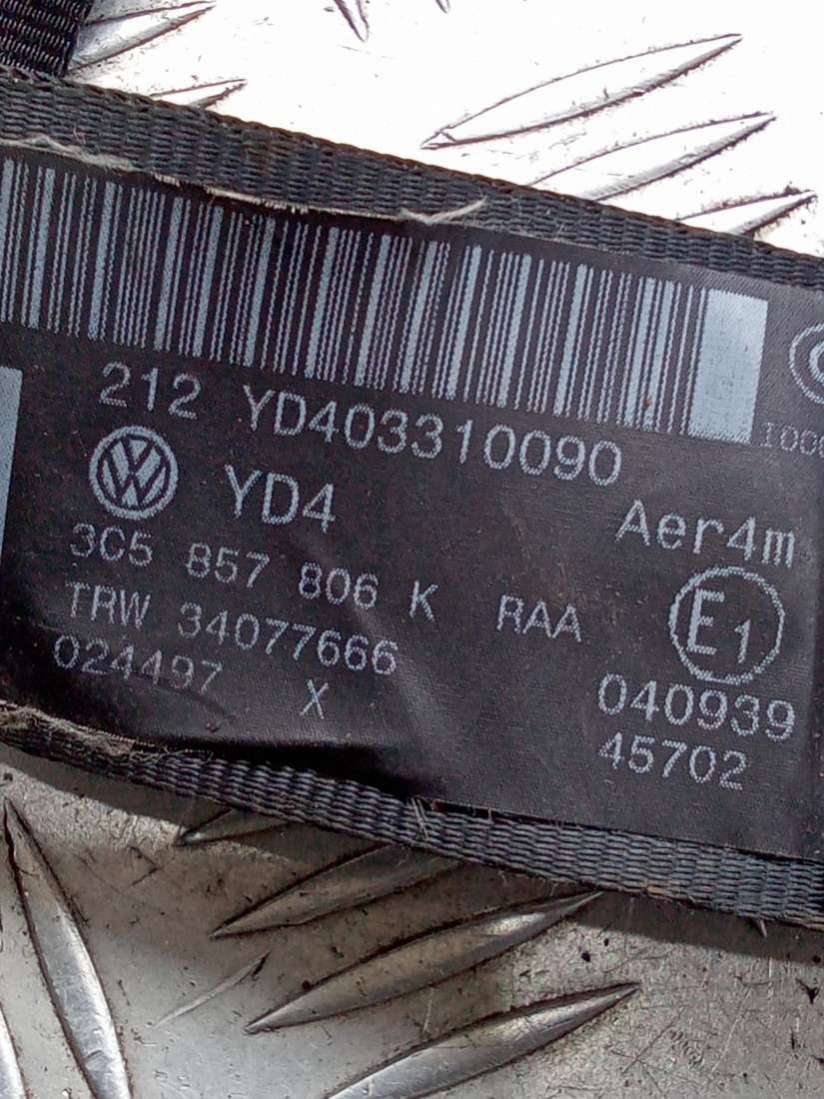 212 YD403310090
YD4
Aer4m
3C5 857 806 K RAA
E1
TRW 34077666
024497 X
040939
45702